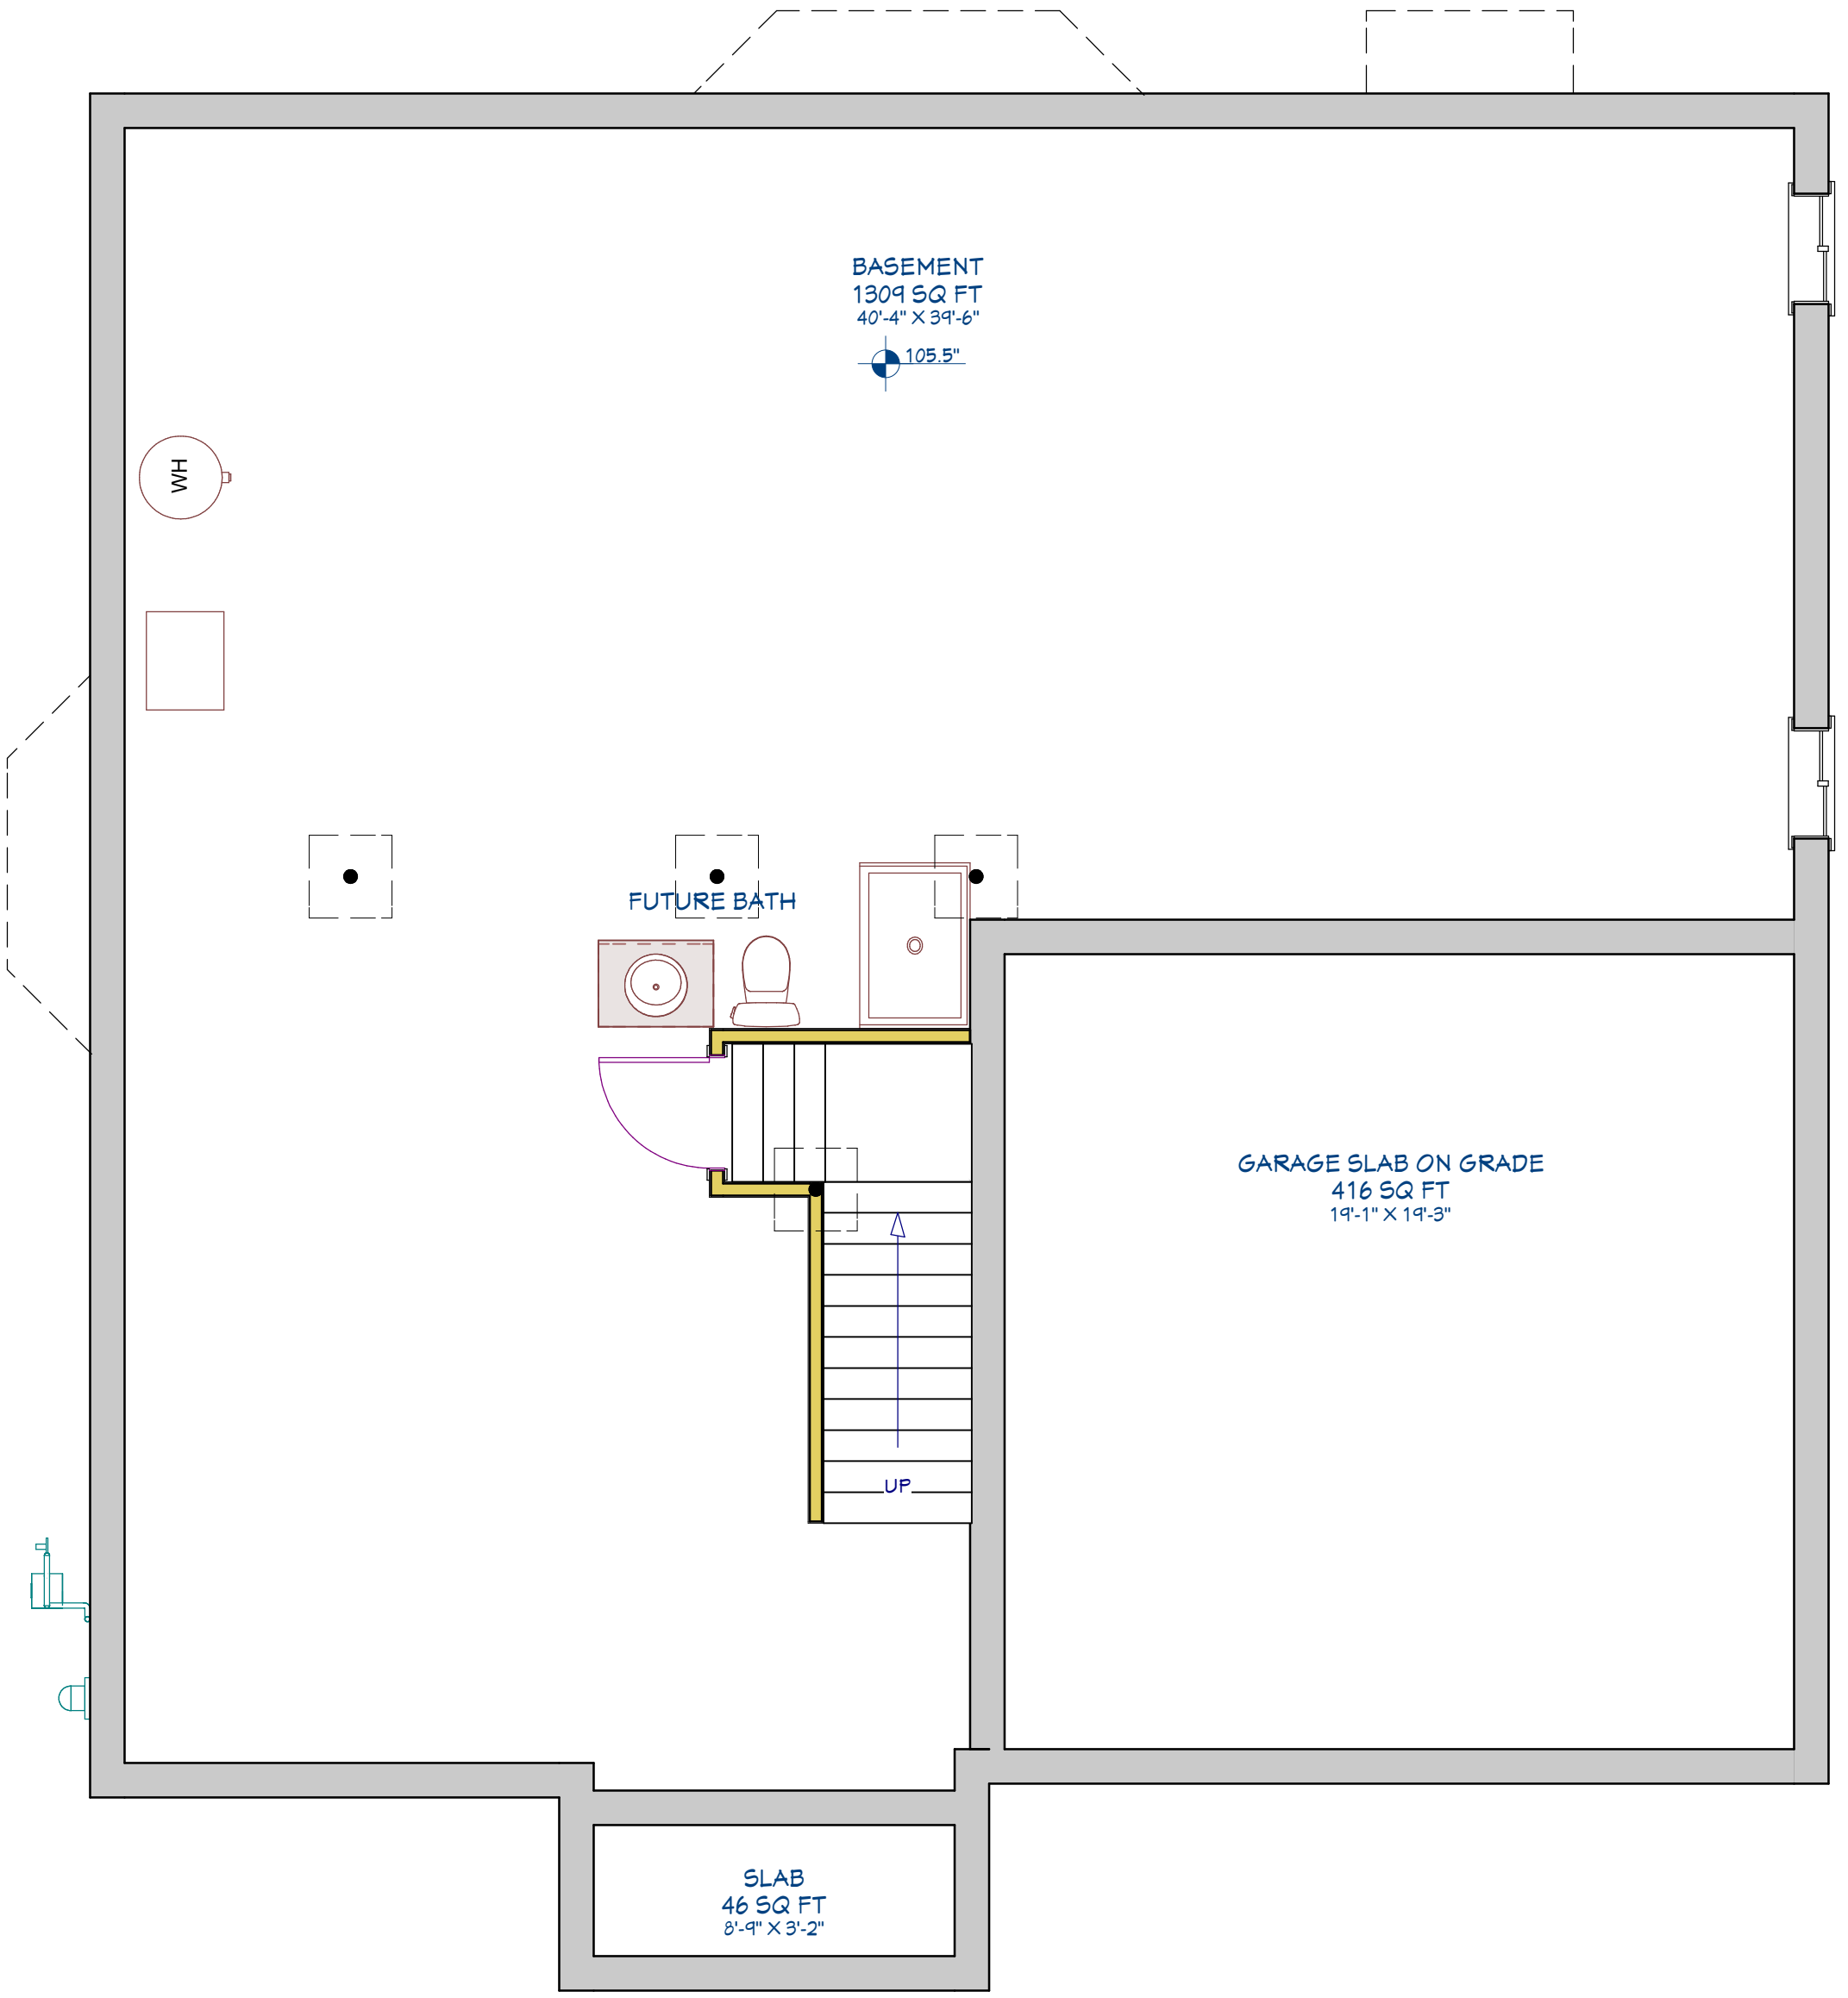 BASEMENT
1309 SQ FT
40'-4" X 39'-6"
105.5"
WH
FUTURE BATH
GARAGE SLAB ON GRADE
416 SQ FT
19'-1" X 19'-3"
UP
SLAB
46 SQ FT
8'-9" X 3'-2"